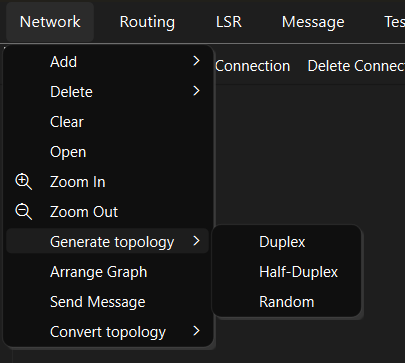 Network Routing LSR Message
Connection Delete Connec
Add
Delete
Clear
Open
Zoom In
Zoom Out
Generate topology
Duplex
Arrange Graph
Half-Duplex
Send Message
Random
Convert topology